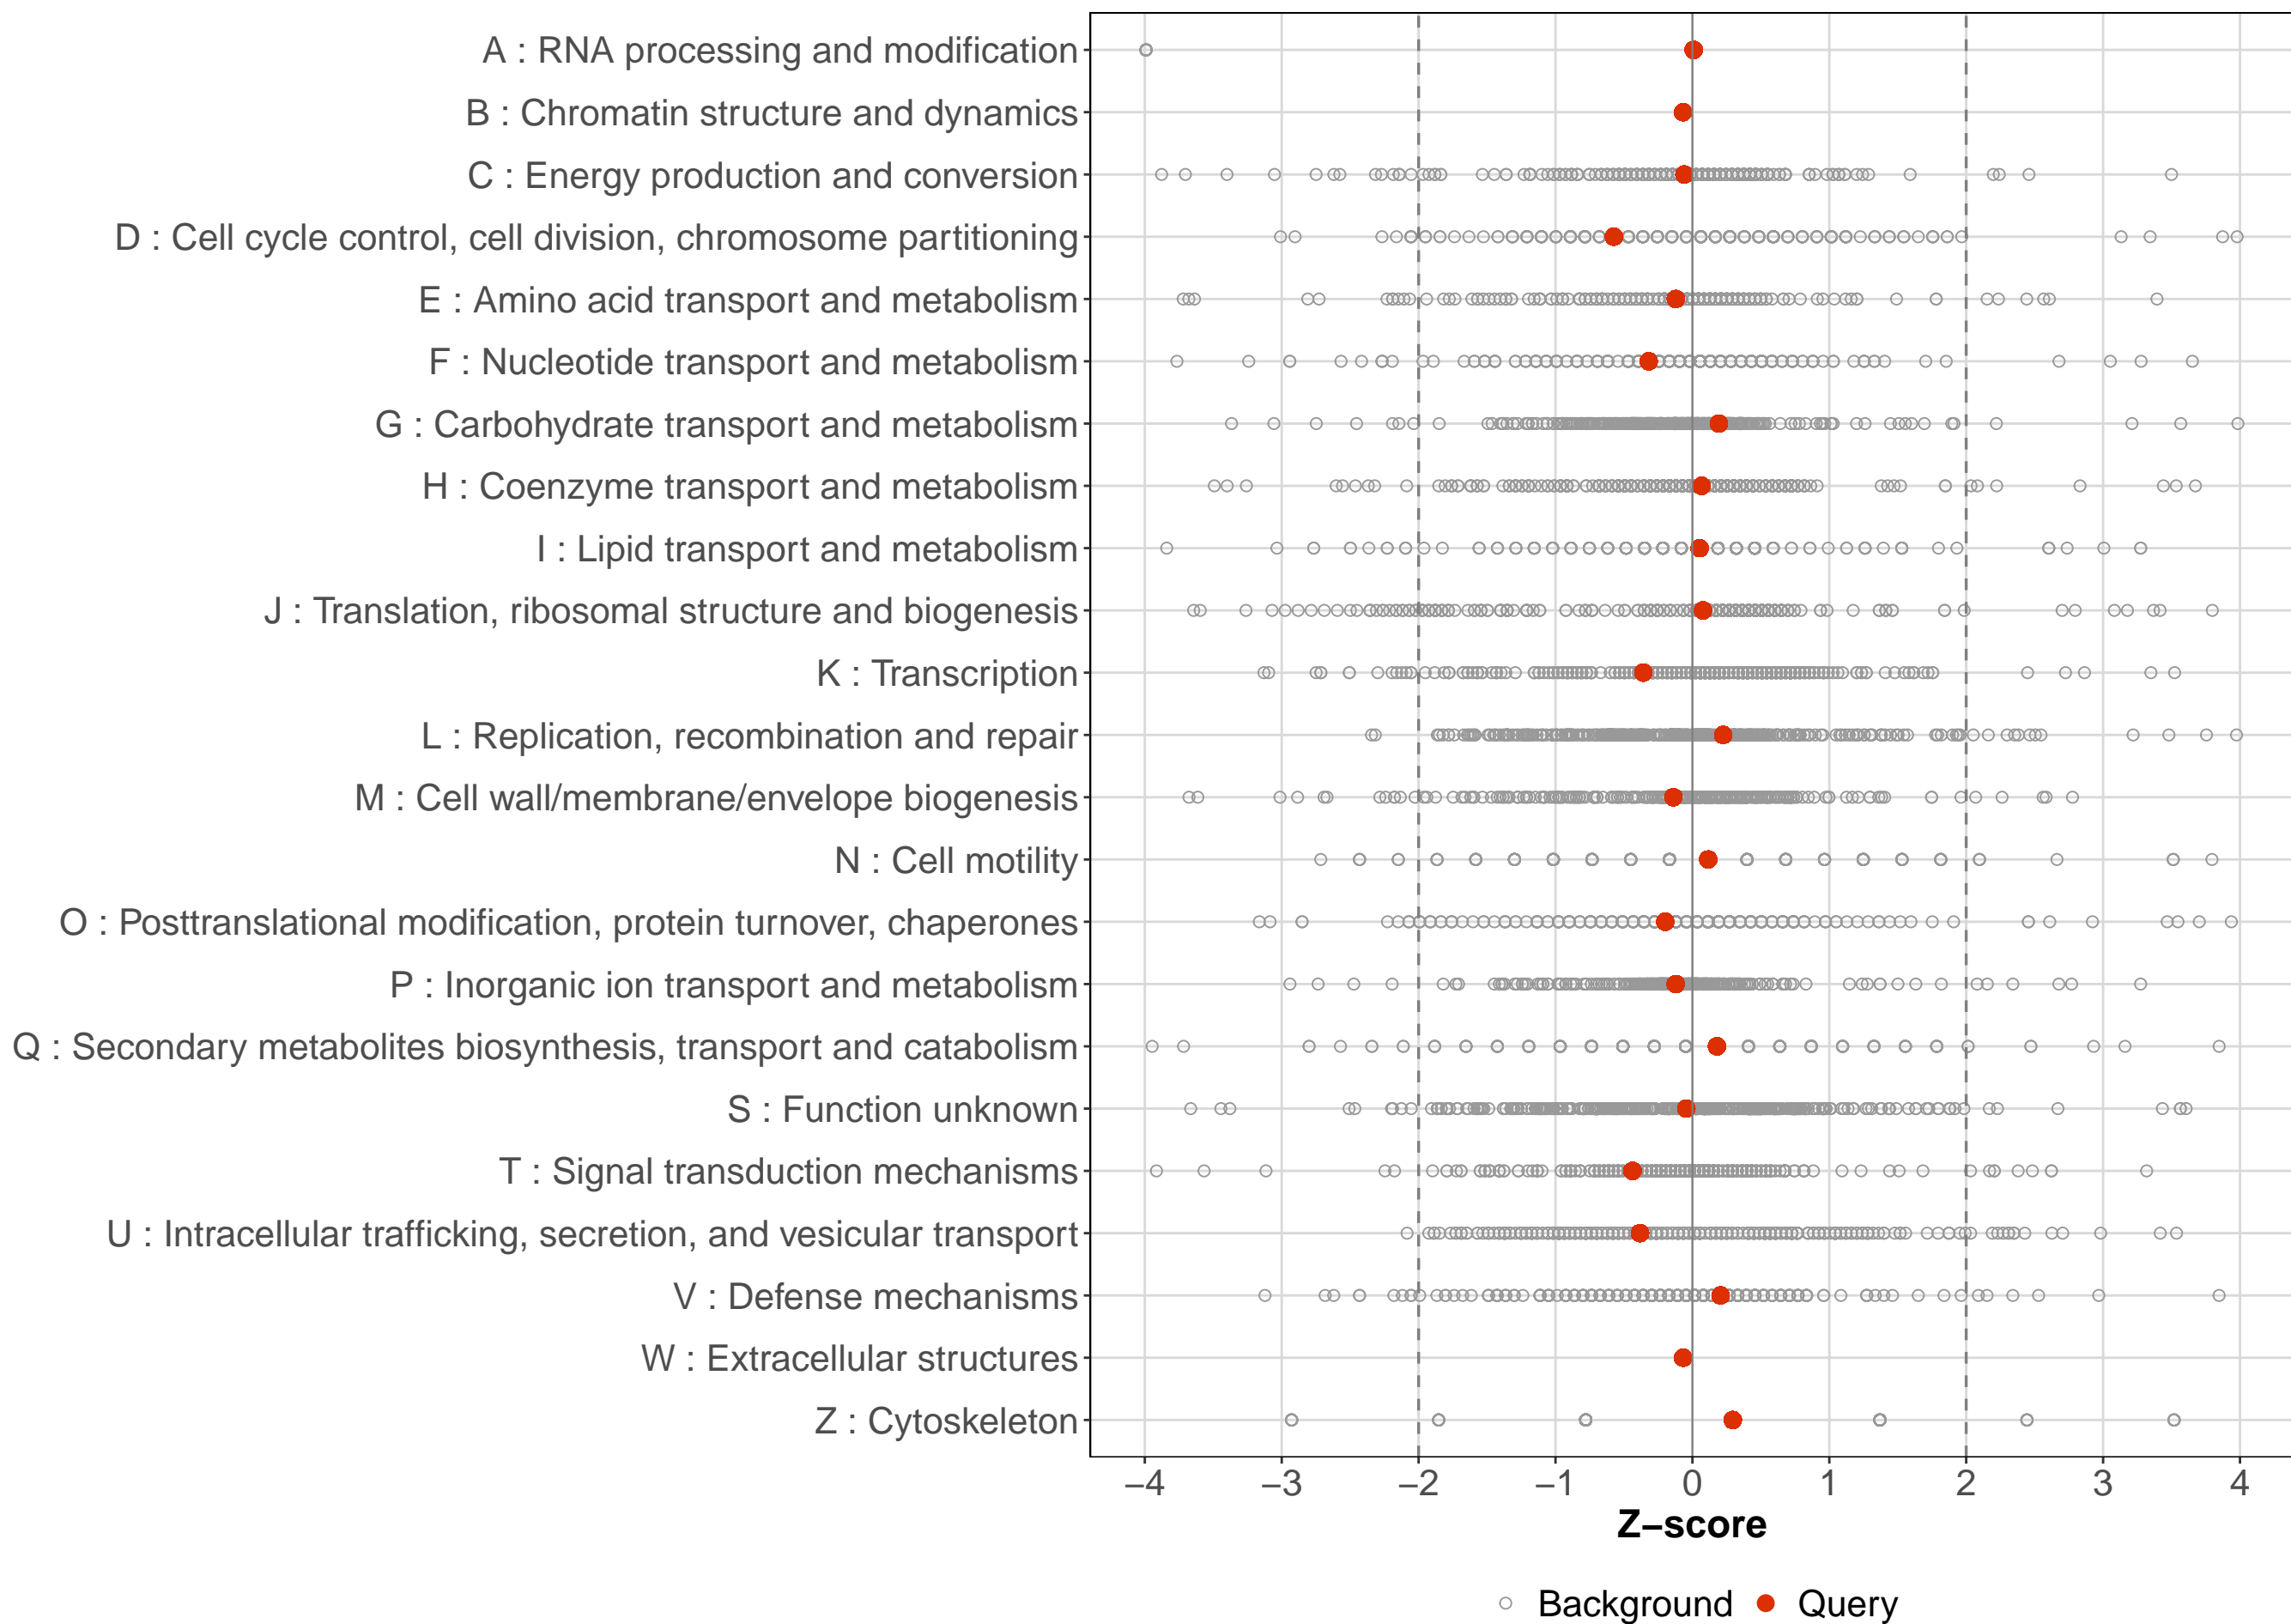 A : RNA processing and modification
B : Chromatin structure and dynamics
C : Energy production and conversion
D : Cell cycle control, cell division, chromosome partitioning
E : Amino acid transport and metabolism
F : Nucleotide transport and metabolism
G : Carbohydrate transport and metabolism
H : Coenzyme transport and metabolism
I : Lipid transport and metabolism
J : Translation, ribosomal structure and biogenesis
K : Transcription
L : Replication, recombination and repair
M : Cell wall/membrane/envelope biogenesis
N : Cell motility
O : Posttranslational modification, protein turnover, chaperones
P : Inorganic ion transport and metabolism
Q : Secondary metabolites biosynthesis, transport and catabolism
S : Function unknown
T : Signal transduction mechanisms
U : Intracellular trafficking, secretion, and vesicular transport
V : Defense mechanisms
W : Extracellular structures
Z : Cytoskeleton
−4 −3 −2 −1 0 1 2 3 4
Z−score
Background Query